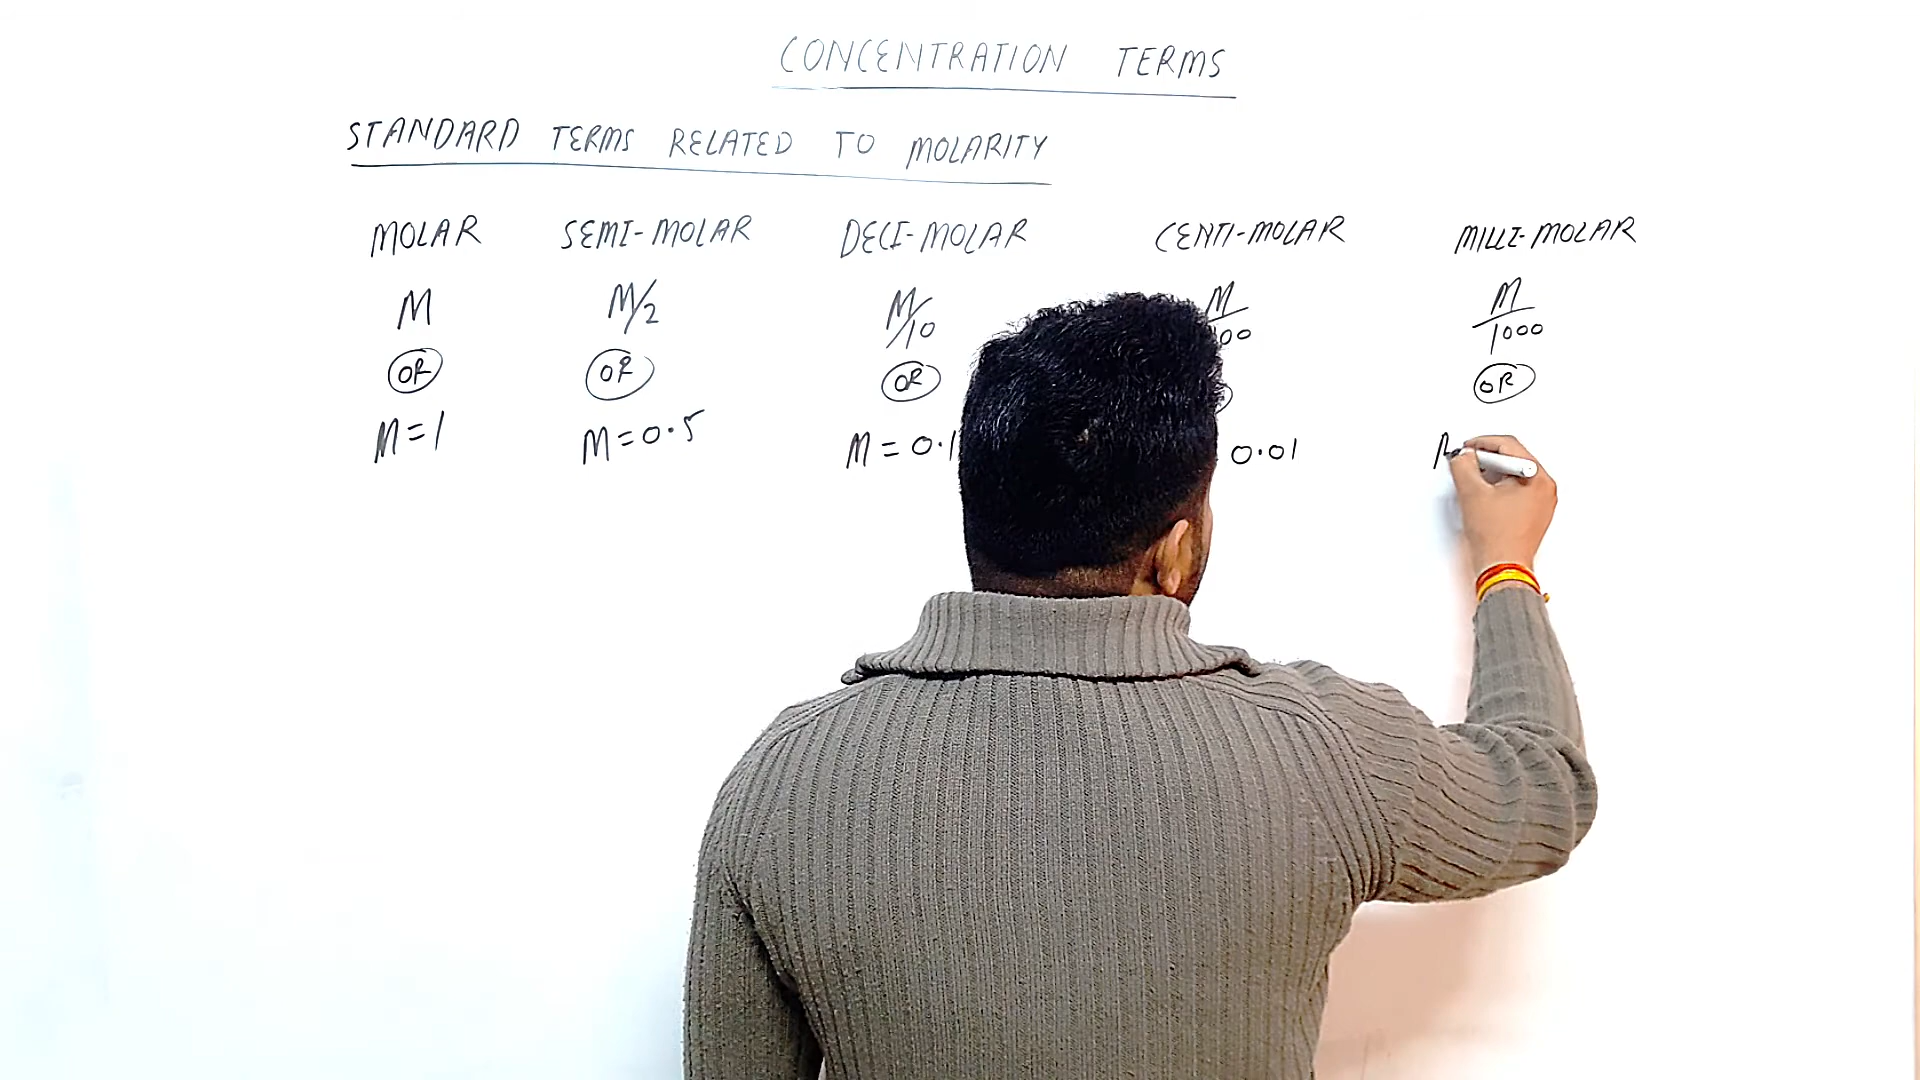 CONCENTRATION TERMS
STANDARD TERMS RELATED TO MOLARITY
MOLAR SEMI-MOLAR DECI-MOLAR CENTI-MOLAR MILLI-MOLAR
M M/2 M/10 M/ 00 M/1000
OR OR OR OR
M=1 M=0.5 M=0.1 0.01 M